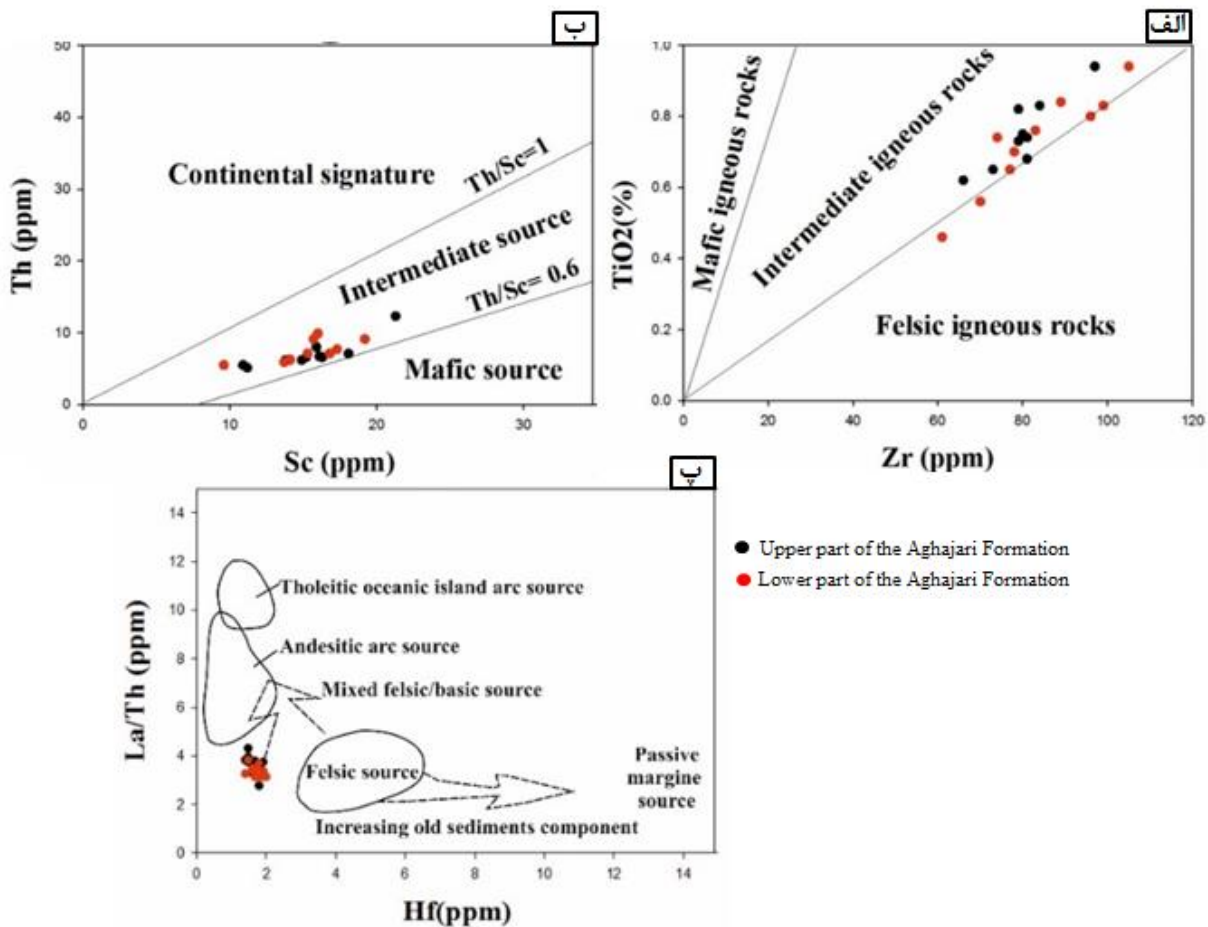 ب
50
40
30
20
10
0
Th (ppm)
Continental signature
Th/Sc=1
Intermediate source
Th/Sc= 0.6
Mafic source
0
10
20
30
Sc (ppm)
الف
1.0
0.8
0.6
0.4
0.2
0.0
TiO2(%)
Mafic igneous rocks
Intermediate igneous rocks
Felsic igneous rocks
0
20
40
60
80
100
120
Zr (ppm)
پ
14
12
10
8
6
4
2
0
La/Th (ppm)
Tholeitic oceanic island arc source
Andesitic arc source
Mixed felsic/basic source
Felsic source
Passive
margine
source
Increasing old sediments component
0
2
4
6
8
10
12
14
Hf(ppm)
Upper part of the Aghajari Formation
Lower part of the Aghajari Formation